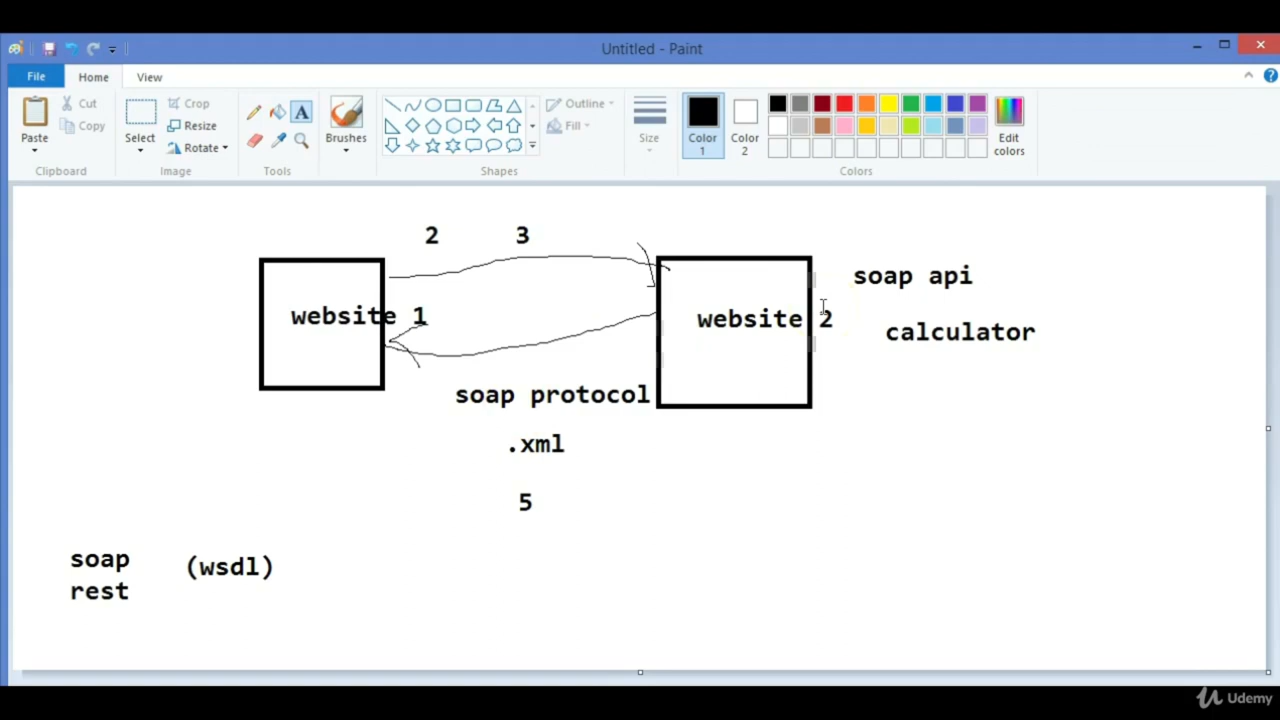 Untitled - Paint
File Home View
Paste
Cut
Copy
Clipboard
Select
Crop
Resize
Rotate
Image
Tools
Brushes
Shapes
Outline
Fill
Size
Color 1
Color 2
Edit colors
Colors
2 3
website 1
website 2
soap api
calculator
soap protocol
.xml
5
soap (wsdl)
rest
Udemy